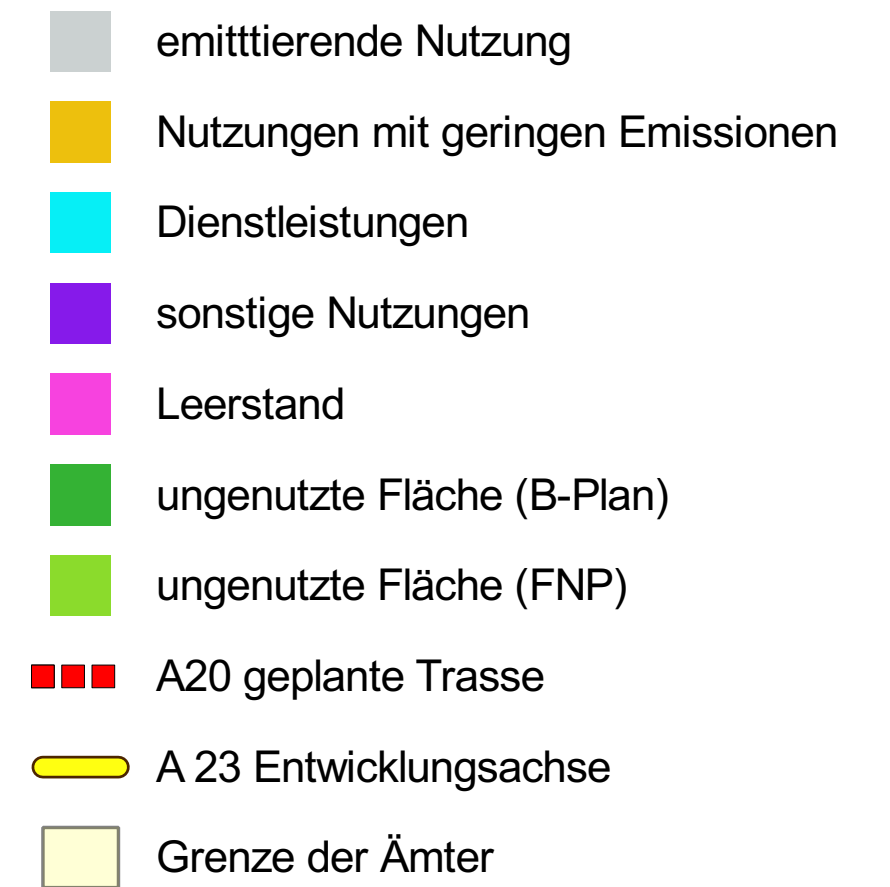 emitttierende Nutzung
Nutzungen mit geringen Emissionen
Dienstleistungen
sonstige Nutzungen
Leerstand
ungenutzte Fläche (B-Plan)
ungenutzte Fläche (FNP)
A20 geplante Trasse
A 23 Entwicklungsachse
Grenze der Ämter